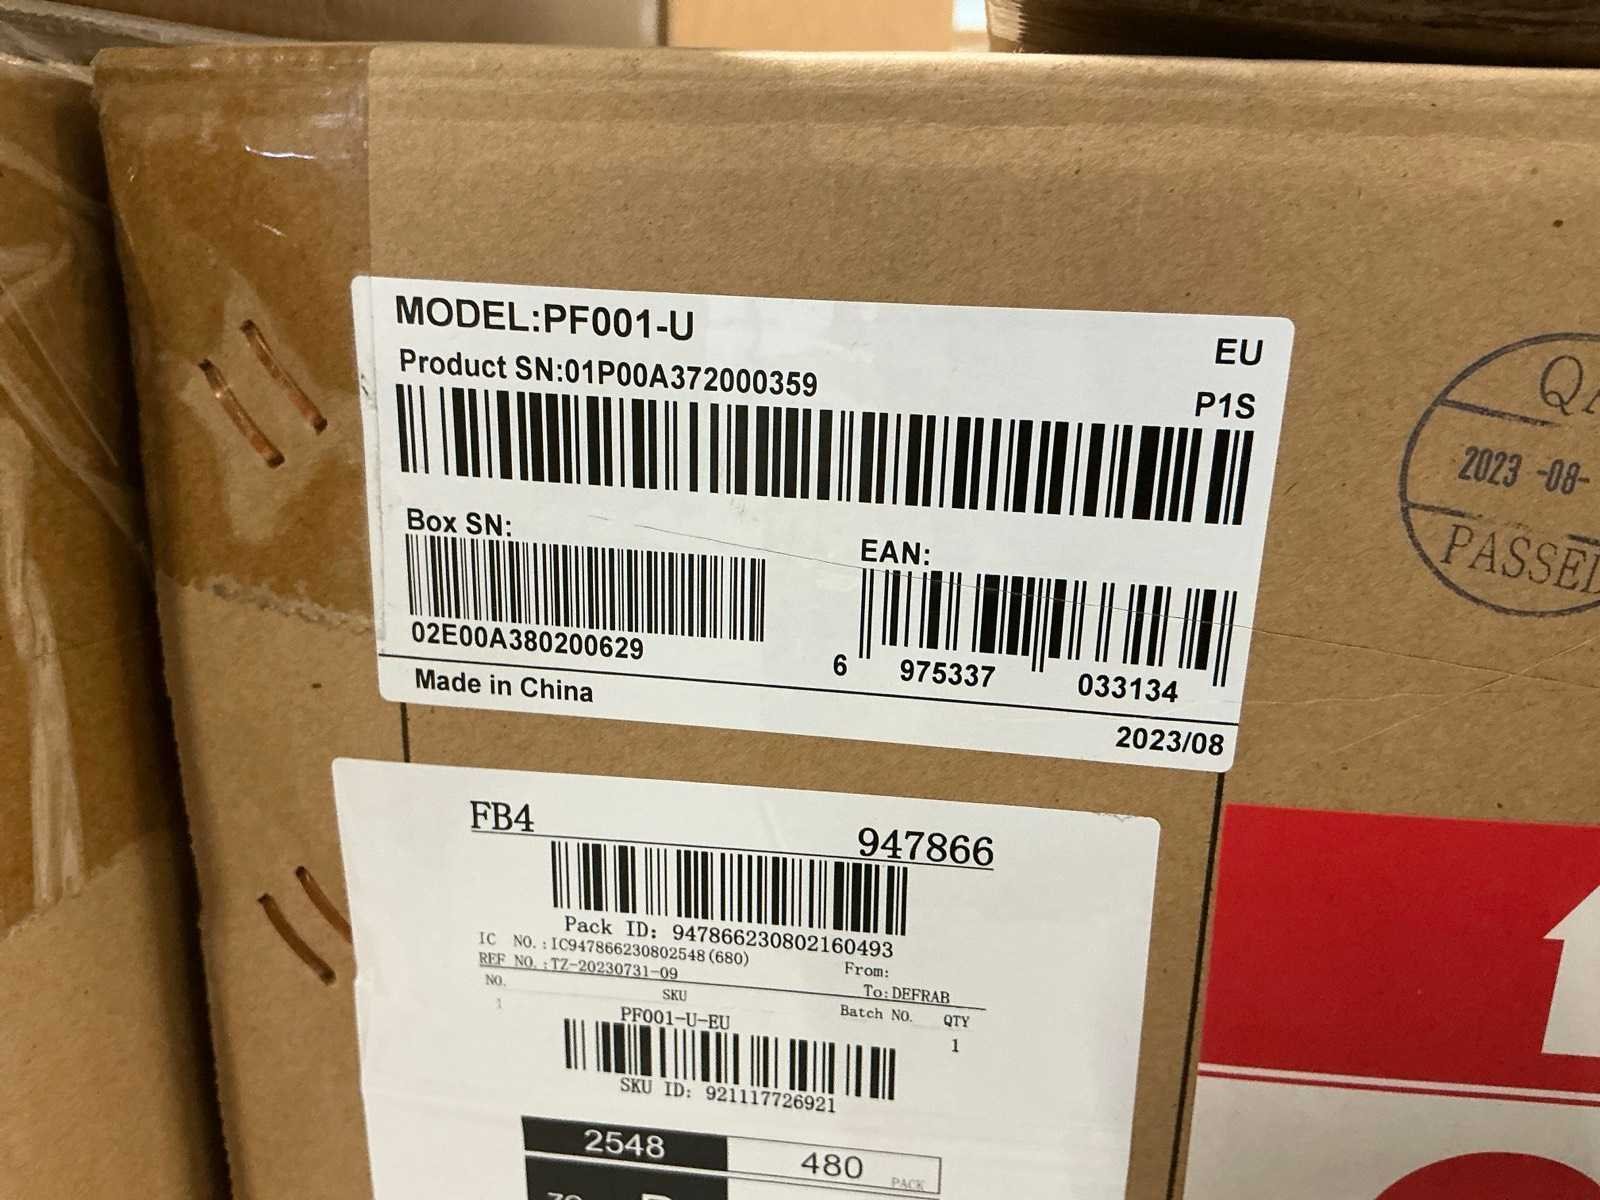 MODEL:PF001-U
EU
Product SN:01P00A372000359
P1S
Box SN:
EAN:
02E00A380200629
6 975337 033134
Made in China
2023/08
2023 -08-
FB4
947866
Pack ID: 947866230802160493
IC NO.:IC947866230802548(680)
From:
REF NO.:TZ-20230731-09
To:DEFRAB
NO. SKU Batch NO. QTY
1 PF001-U-EU 1
SKU ID: 921117726921
2548
480 PACK